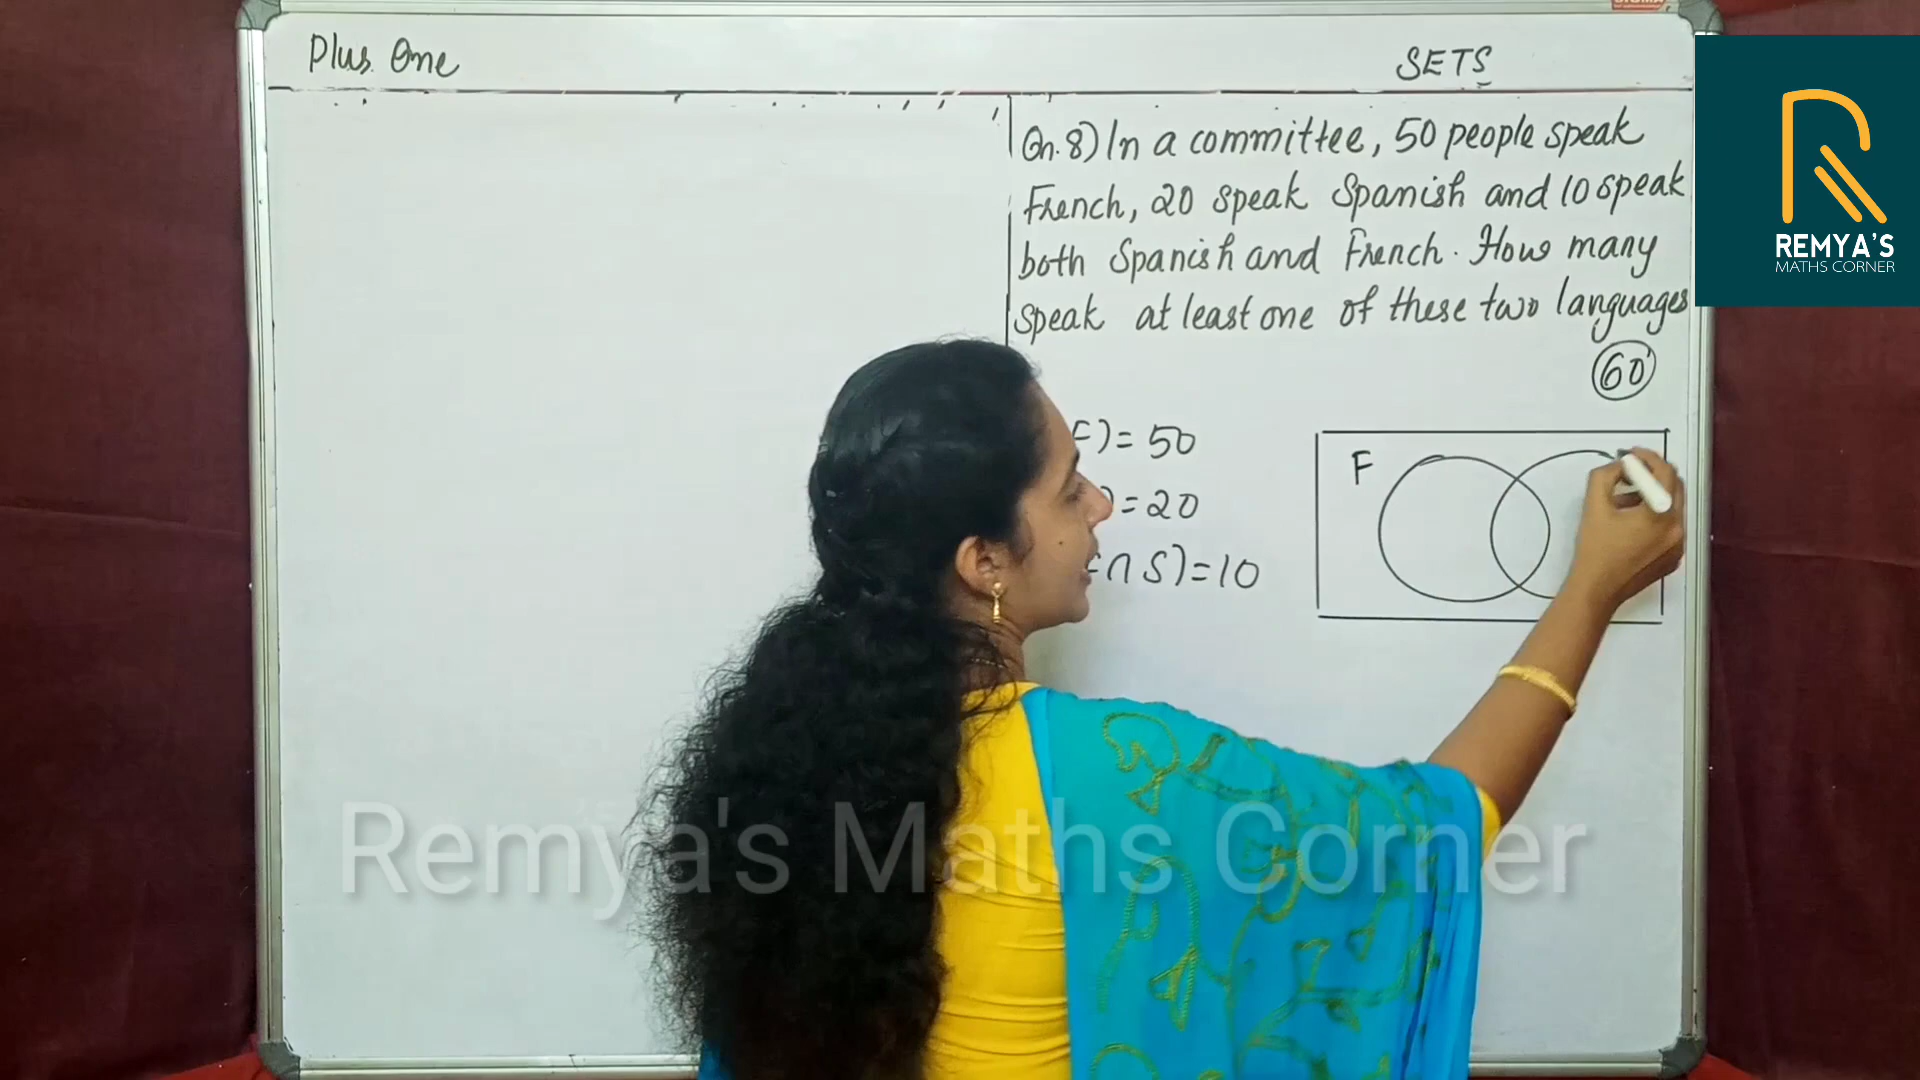 Plus One
SETS
Qn.8) In a committee, 50 people speak
French, 20 speak Spanish and 10 speak
both Spanish and French. How many
speak at least one of these two languages
60
) = 50
= 20
∩ S) = 10
F
REMYA'S
MATHS CORNER
Remya's Maths Corner